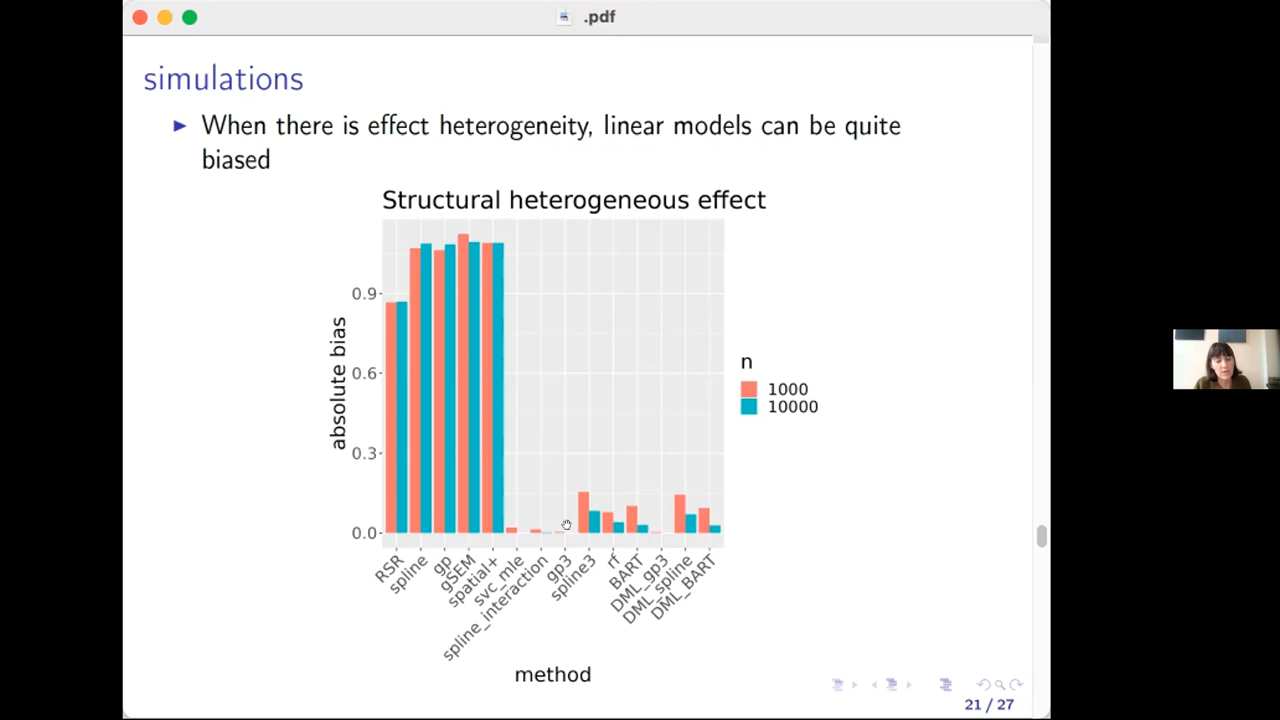 .pdf
simulations
When there is effect heterogeneity, linear models can be quite
biased
Structural heterogeneous effect
absolute bias
0.9
0.6
0.3
0.0
RSR
spline
gp
gSEM
spatial+
svc_mle
spline_interaction
gp3
spline3
rf
BART
DML_gp3
DML_spline
DML_BART
method
n
1000
10000
21 / 27